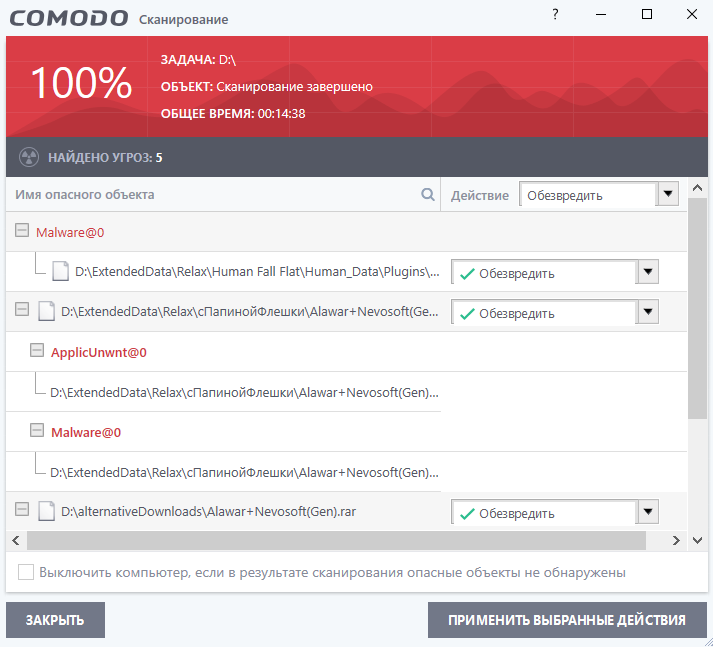 COMODO Сканирование ?
100%
ЗАДАЧА: D:\
ОБЪЕКТ: Сканирование завершено
ОБЩЕЕ ВРЕМЯ: 00:14:38
НАЙДЕНО УГРОЗ: 5
Имя опасного объекта Действие Обезвредить
Malware@0
D:\ExtendedData\Relax\Human Fall Flat\Human_Data\Plugins\... Обезвредить
D:\ExtendedData\Relax\сПапинойФлешки\Alawar+Nevosoft(Ge... Обезвредить
ApplicUnwnt@0
D:\ExtendedData\Relax\сПапинойФлешки\Alawar+Nevosoft(Gen)...
Malware@0
D:\ExtendedData\Relax\сПапинойФлешки\Alawar+Nevosoft(Gen)...
D:\alternativeDownloads\Alawar+Nevosoft(Gen).rar Обезвредить
Выключить компьютер, если в результате сканирования опасные объекты не обнаружены
ЗАКРЫТЬ ПРИМЕНИТЬ ВЫБРАННЫЕ ДЕЙСТВИЯ